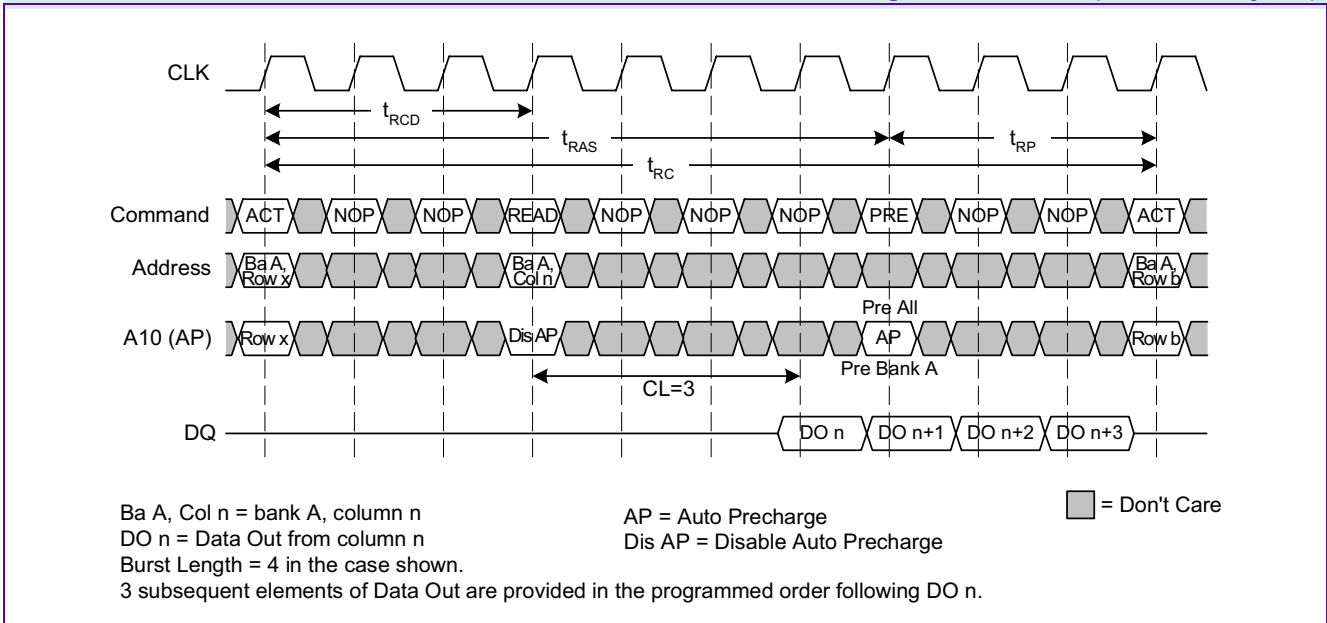 CLK
tRCD
tRAS
tRP
tRC
Command ACT NOP NOP READ NOP NOP NOP PRE NOP NOP ACT
Address Ba A, Row x Ba A, Col n Ba A, Row b
Pre All
A10 (AP) Row x Dis AP AP Row b
Pre Bank A
CL=3
DQ DO n DO n+1 DO n+2 DO n+3
Ba A, Col n = bank A, column n
DO n = Data Out from column n
Burst Length = 4 in the case shown.
3 subsequent elements of Data Out are provided in the programmed order following DO n.
AP = Auto Precharge
Dis AP = Disable Auto Precharge
= Don't Care